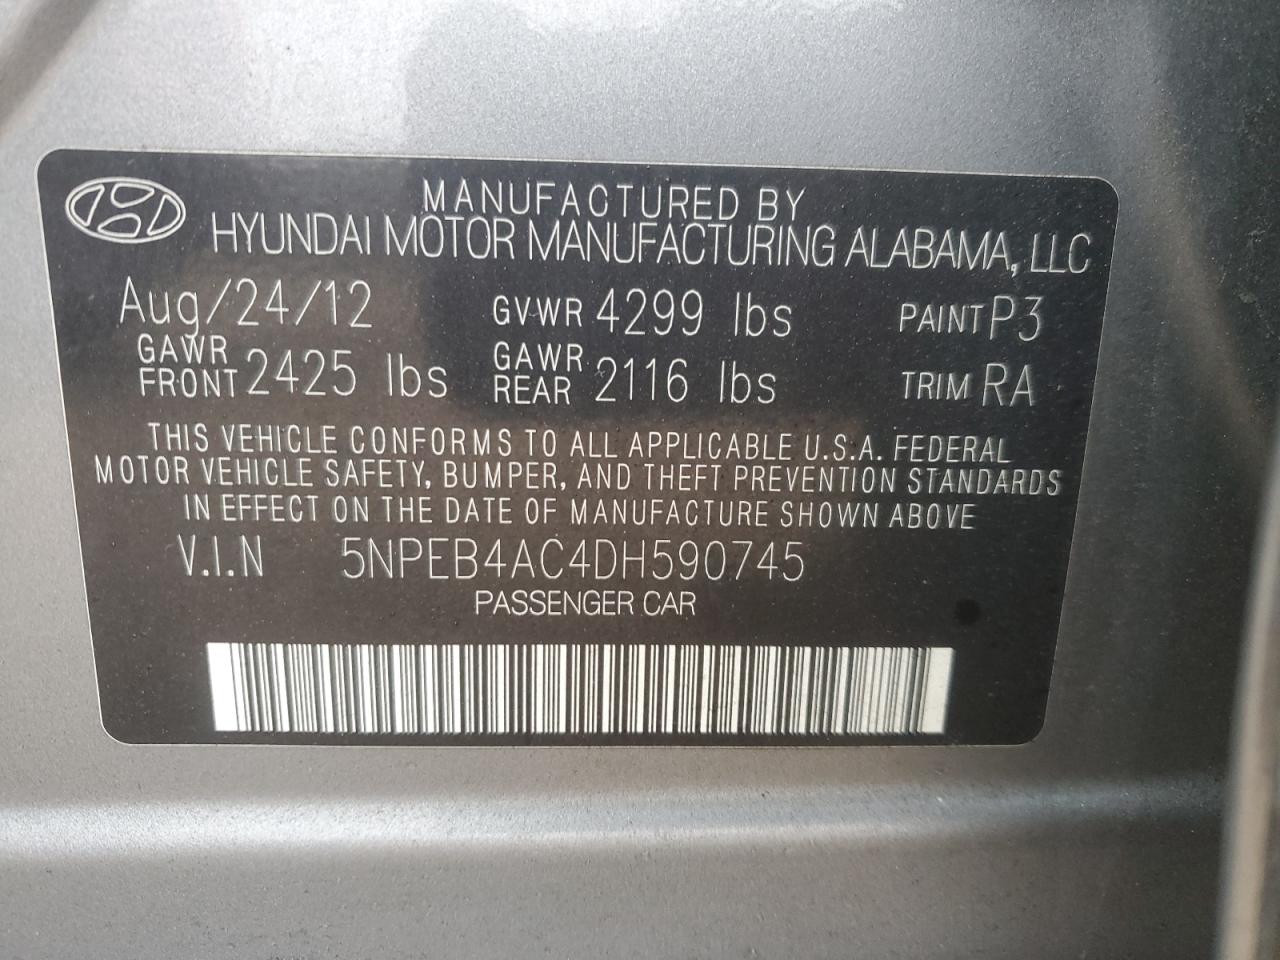 MANUFACTURED BY
HYUNDAI MOTOR MANUFACTURING ALABAMA, LLC
Aug/24/12 GVWR 4299 lbs PAINT P3
GAWR FRONT 2425 lbs GAWR REAR 2116 lbs TRIM RA
THIS VEHICLE CONFORMS TO ALL APPLICABLE U.S.A. FEDERAL
MOTOR VEHICLE SAFETY, BUMPER, AND THEFT PREVENTION STANDARDS
IN EFFECT ON THE DATE OF MANUFACTURE SHOWN ABOVE
V.I.N 5NPEB4AC4DH590745
PASSENGER CAR